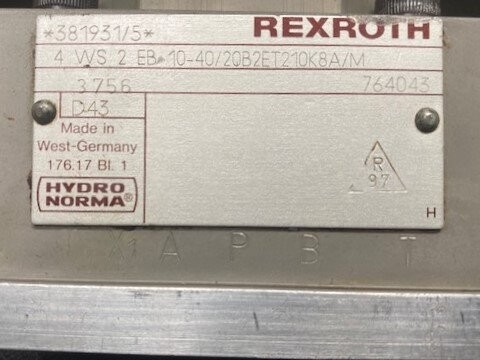 *381931/5* REXROTH
4 WS 2 EB 10-40/20B2ET210K8A/M
3756 764043
D43
Made in
West-Germany
176.17 Bl. 1
HYDRO
NORMA®
R
97
H
A P B T